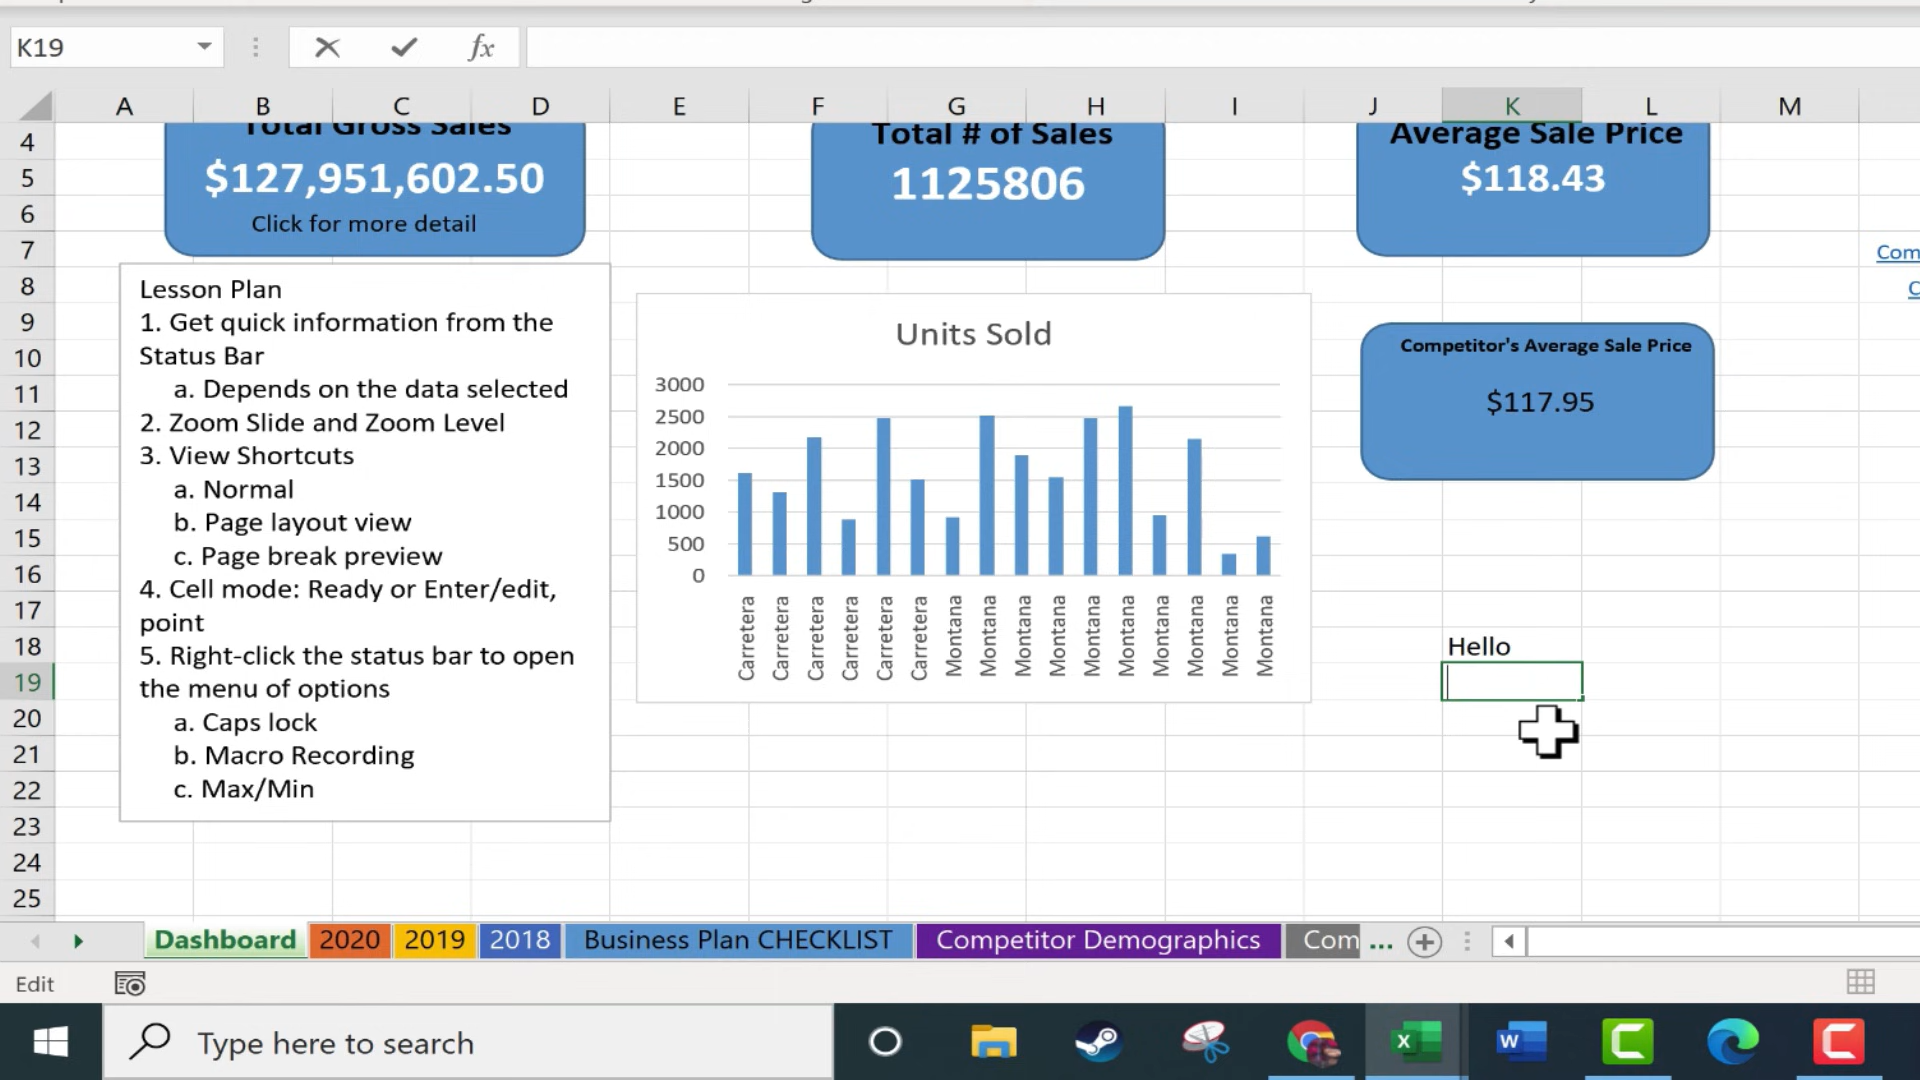 K19
fx
A B C D E F G H I J K L M
4
5
6
7
8
9
10
11
12
13
14
15
16
17
18
19
20
21
22
23
24
25
Total Gross Sales
$127,951,602.50
Click for more detail
Total # of Sales
1125806
Average Sale Price
$118.43
Com
C
Lesson Plan
1. Get quick information from the
Status Bar
a. Depends on the data selected
2. Zoom Slide and Zoom Level
3. View Shortcuts
a. Normal
b. Page layout view
c. Page break preview
4. Cell mode: Ready or Enter/edit,
point
5. Right-click the status bar to open
the menu of options
a. Caps lock
b. Macro Recording
c. Max/Min
Units Sold
3000
2500
2000
1500
1000
500
0
Carretera
Carretera
Carretera
Carretera
Carretera
Carretera
Montana
Montana
Montana
Montana
Montana
Montana
Montana
Montana
Montana
Montana
Competitor's Average Sale Price
$117.95
Hello
Dashboard 2020 2019 2018 Business Plan CHECKLIST Competitor Demographics Com ...
Edit
Type here to search
X
W